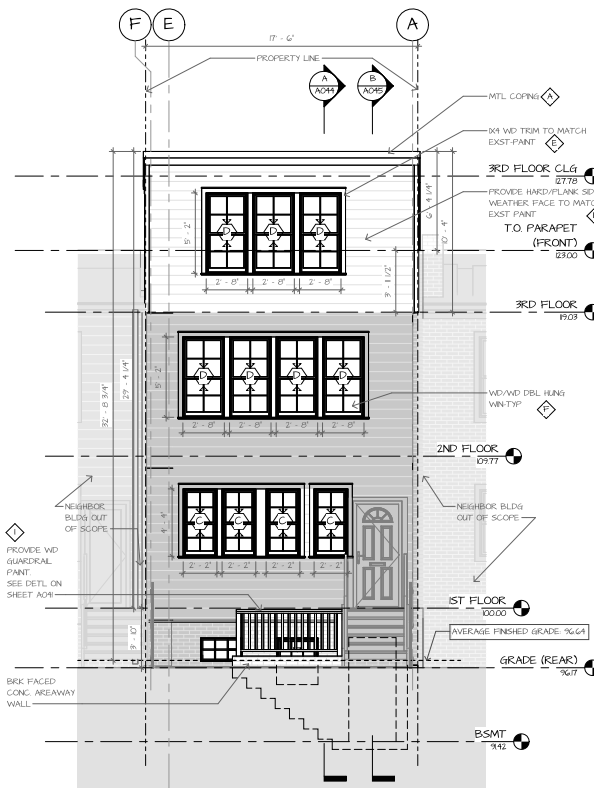 F
E
A
17' - 6"
PROPERTY LINE
A
A044
B
A045
MTL COPING
A
1X4 WD TRIM TO MATCH
EXST-PAINT
E
3RD FLOOR CLG
127.78
PROVIDE HARD/PLANK SID
WEATHER FACE TO MATC
EXST PAINT
6' - 4 1/4"
10' - 4"
T.O. PARAPET
(FRONT)
123.00
D
D
D
5' - 2"
2' - 8"
2' - 8"
2' - 8"
3' - 1 1/2"
3RD FLOOR
119.03
32' - 8 3/4"
29' - 4 1/4"
5' - 2"
D
D
D
D
2' - 8"
2' - 8"
2' - 8"
2' - 8"
WD/WD DBL HUNG
WIN-TYP
F
2ND FLOOR
109.77
NEIGHBOR
BLDG OUT
OF SCOPE
4' - 4"
C
C
C
C
2' - 2"
2' - 2"
2' - 2"
2' - 2"
NEIGHBOR BLDG
OUT OF SCOPE
I
PROVIDE WD
GUARDRAIL
PAINT.
SEE DETL ON
SHEET A041
1ST FLOOR
100.00
3' - 10"
AVERAGE FINISHED GRADE: 96.64
GRADE (REAR)
96.17
BRK FACED
CONC. AREAWAY
WALL
BSMT
91.42